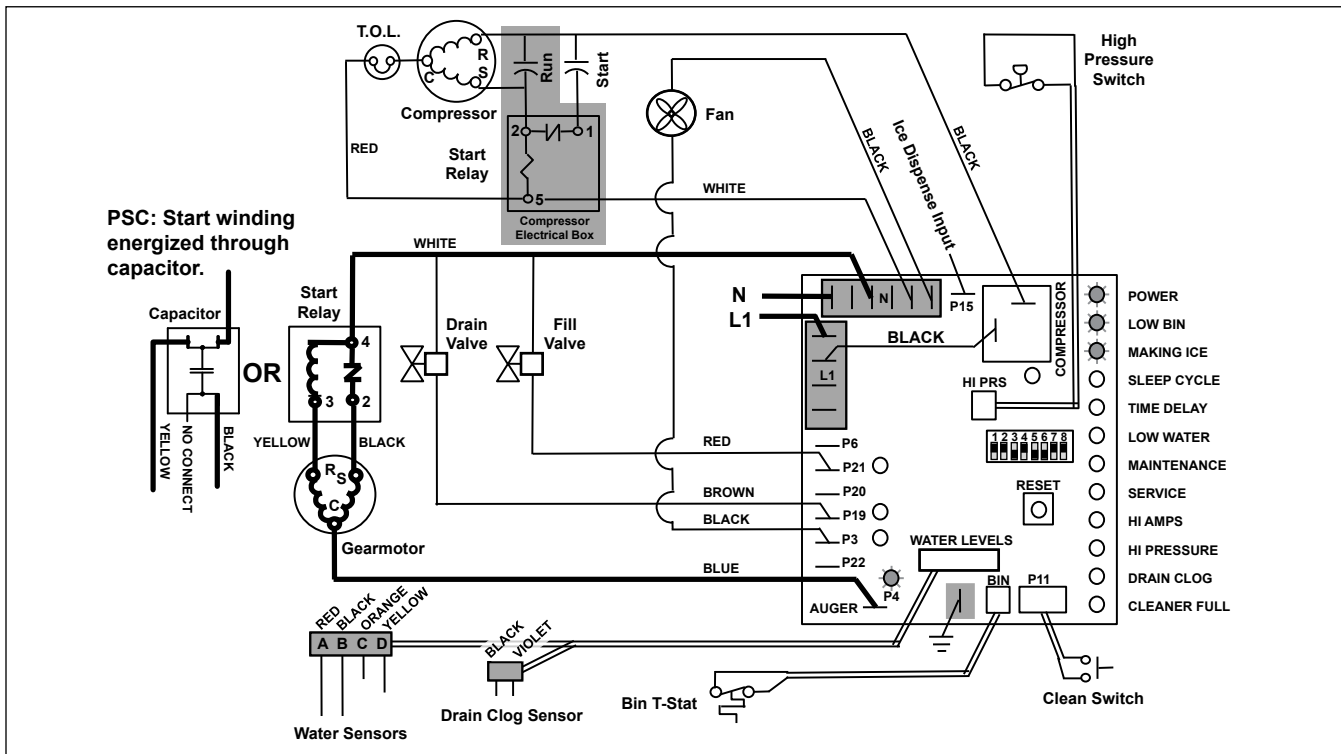 T.O.L.
R
S
C
Compressor
Run
Start
RED
2
1
Start
Relay
5
Compressor
Electrical Box
Fan
BLACK
BLACK
Ice Dispense Input
WHITE
High
Pressure
Switch
PSC: Start winding
energized through
capacitor.
WHITE
Capacitor
OR
Start
Relay
4
3
2
YELLOW
NO CONNECT
BLACK
YELLOW
BLACK
R
S
C
Gearmotor
Drain
Valve
Fill
Valve
N
L1
N
P15
BLACK
L1
COMPRESSOR
HI PRS
1 2 3 4 5 6 7 8
RESET
RED
BROWN
BLACK
BLUE
P6
P21
P20
P19
P3
P22
P4
AUGER
WATER LEVELS
BIN
P11
POWER
LOW BIN
MAKING ICE
SLEEP CYCLE
TIME DELAY
LOW WATER
MAINTENANCE
SERVICE
HI AMPS
HI PRESSURE
DRAIN CLOG
CLEANER FULL
RED
BLACK
ORANGE
YELLOW
A B C D
Water Sensors
BLACK
VIOLET
Drain Clog Sensor
Bin T-Stat
Clean Switch